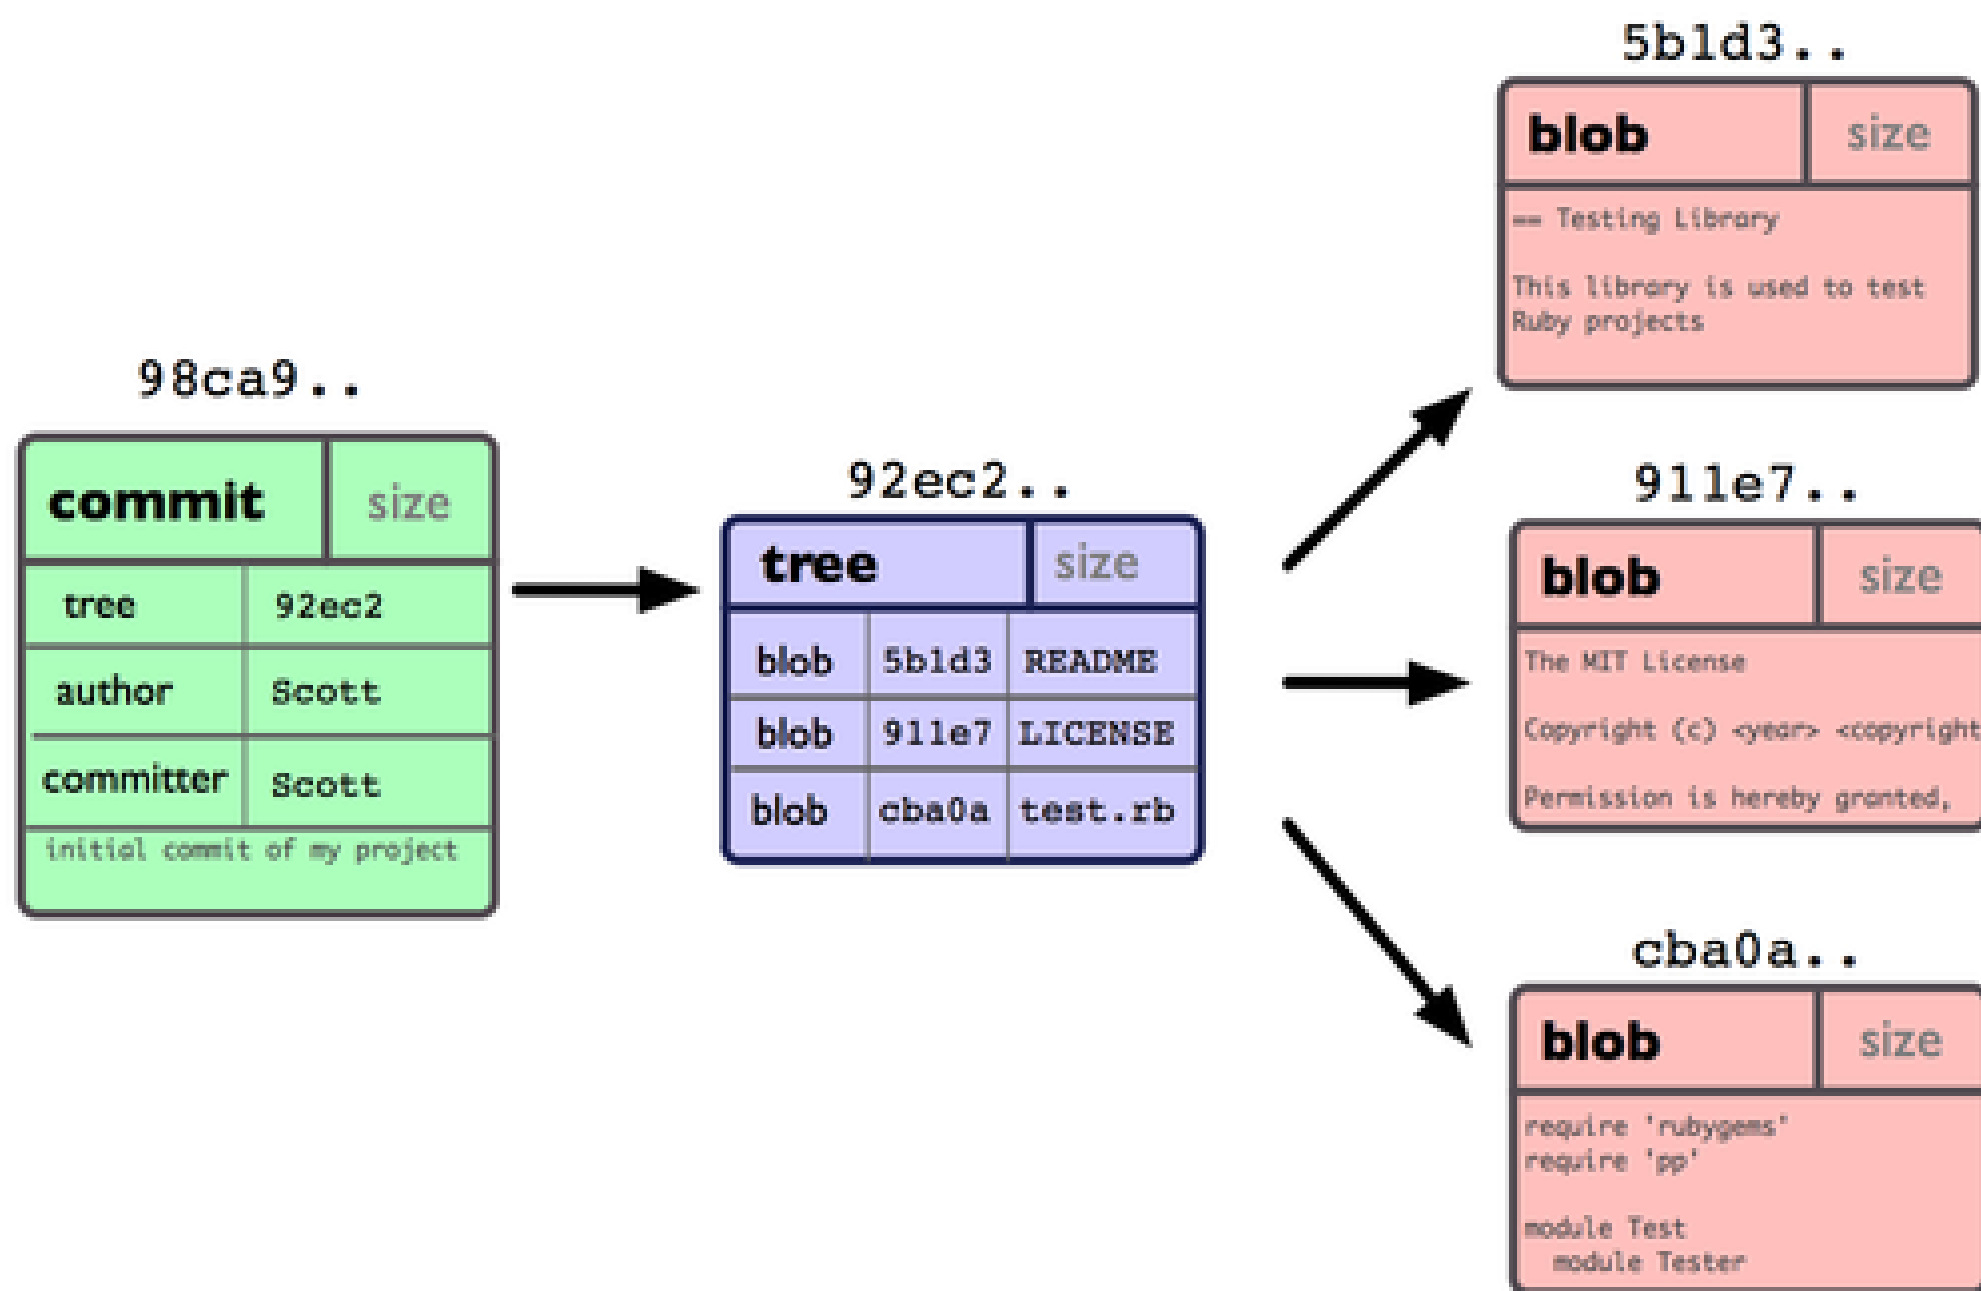 98ca9..
commit size
tree 92ec2
author Scott
committer Scott
initial commit of my project
92ec2..
tree size
blob 5b1d3 README
blob 911e7 LICENSE
blob cba0a test.rb
5b1d3..
blob size
== Testing Library
This library is used to test
Ruby projects
911e7..
blob size
The MIT License
Copyright (c) <year> <copyright
Permission is hereby granted,
cba0a..
blob size
require 'rubygems'
require 'pp'
module Test
module Tester